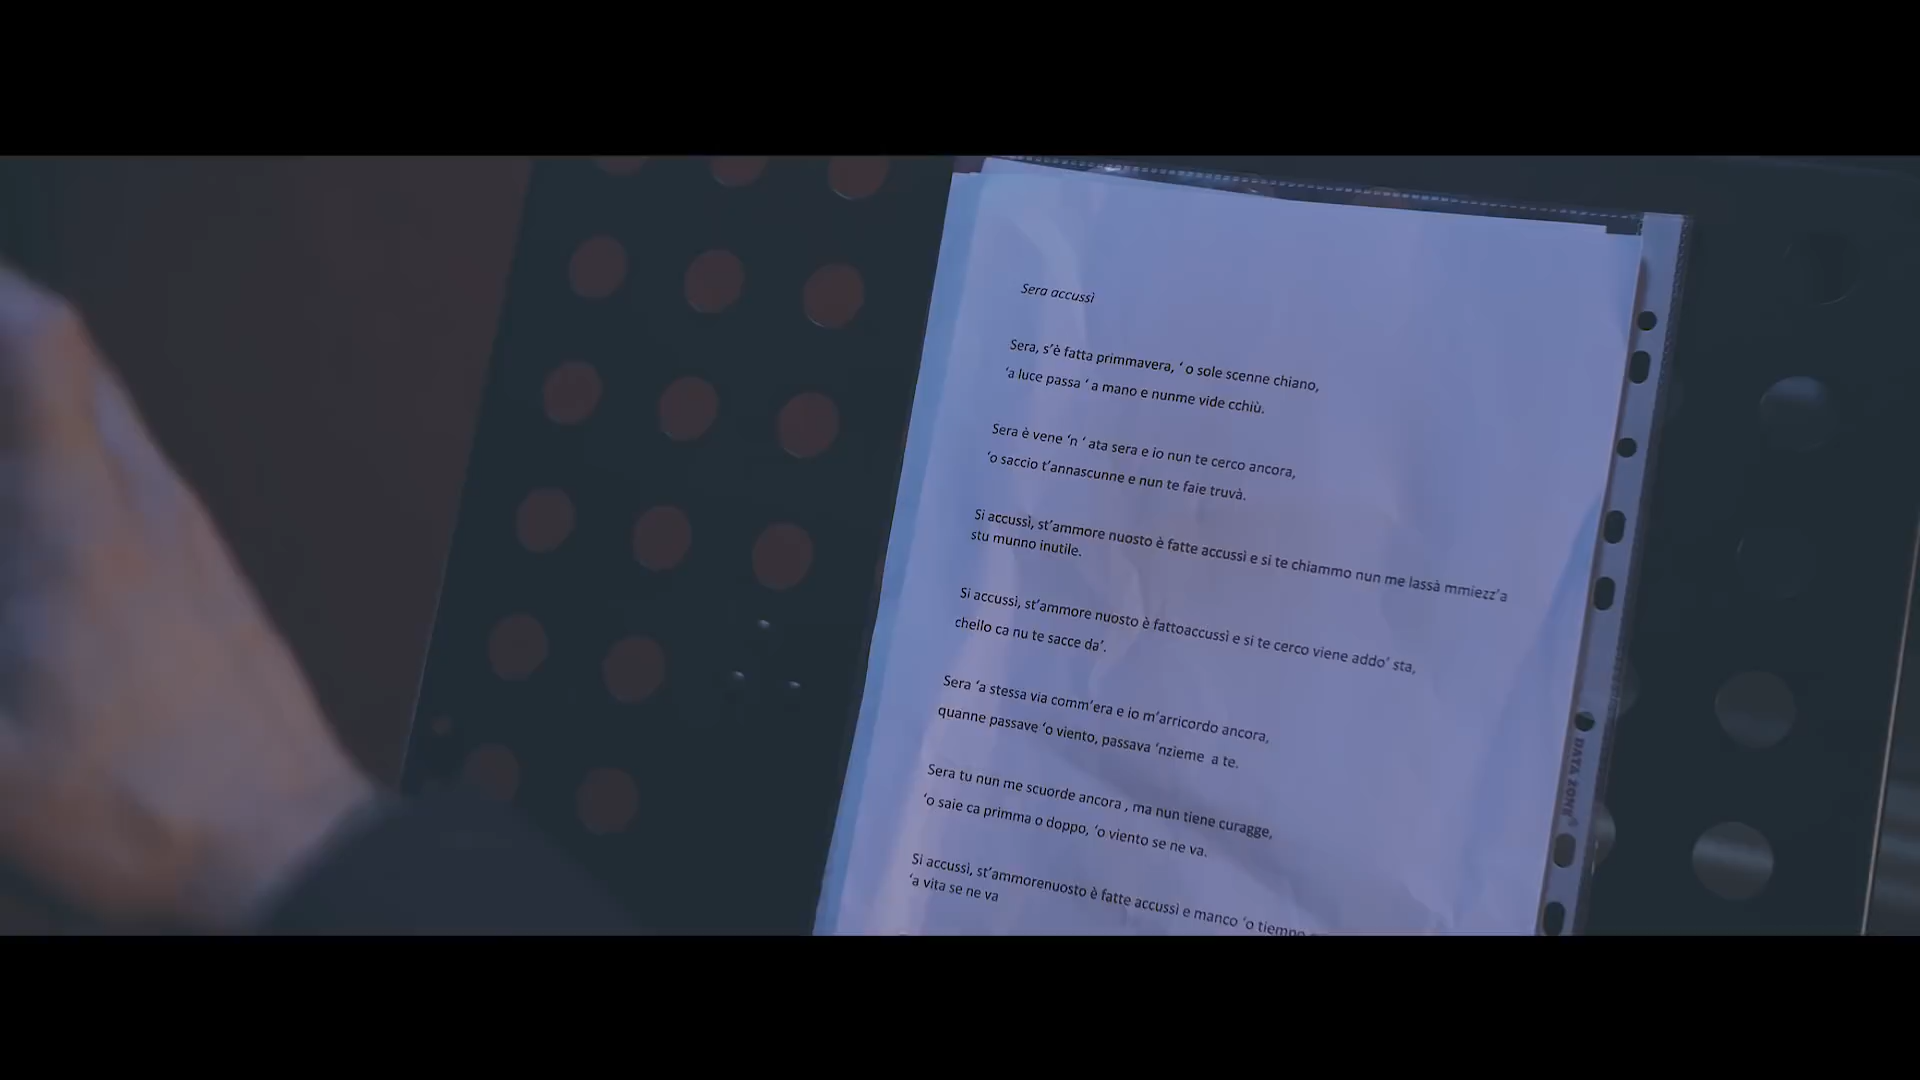 Sera accussì
Sera, s'è fatta primmavera, ‘ o sole scenne chiano,
‘a luce passa ‘ a mano e nunme vide cchiù.
Sera è vene ‘n ‘ ata sera e io nun te cerco ancora,
‘o saccio t'annascunne e nun te faie truvà.
Si accussì, st'ammore nuosto è fatte accussì e si te chiammo nun me lassà mmiezz'a
stu munno inutile.
Si accussì, st'ammore nuosto è fattoaccussì e si te cerco viene addo' sta,
chello ca nu te sacce da'.
Sera ‘a stessa via comm'era e io m'arricordo ancora,
quanne passave ‘o viento, passava ‘nzieme a te.
Sera tu nun me scuorde ancora , ma nun tiene curagge,
‘o saie ca primma o doppo, ‘o viento se ne va.
Si accussì, st'ammorenuosto è fatte accussì e manco ‘o tiempo
‘a vita se ne va
DATA ZONE